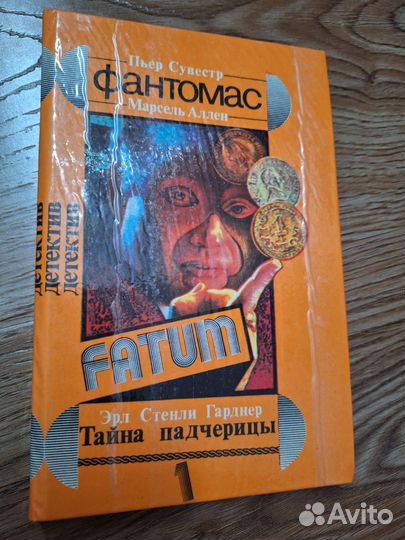 Пьер Сувестр
фантомас
Марсель Аллен
детектив
детектив
детектив
FATUM
Эрл Стенли Гарднер
Тайна падчерицы
1
Avito